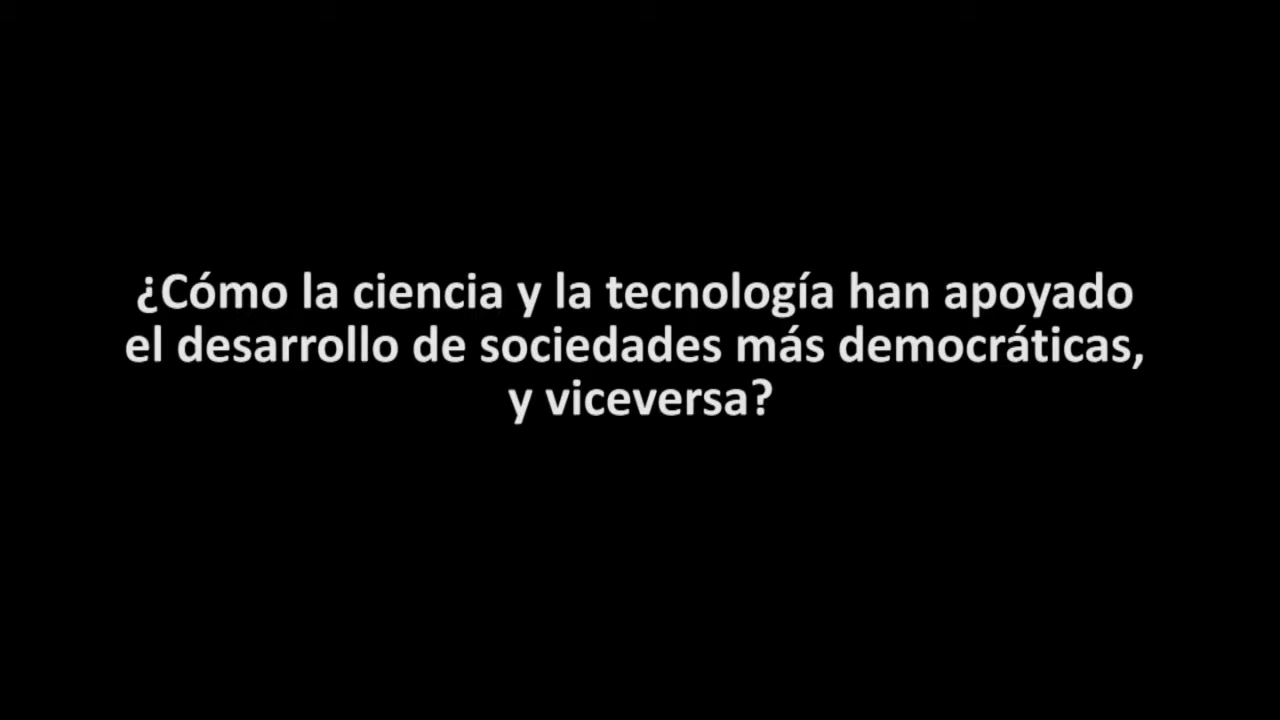 ¿Cómo la ciencia y la tecnología han apoyado
el desarrollo de sociedades más democráticas,
y viceversa?